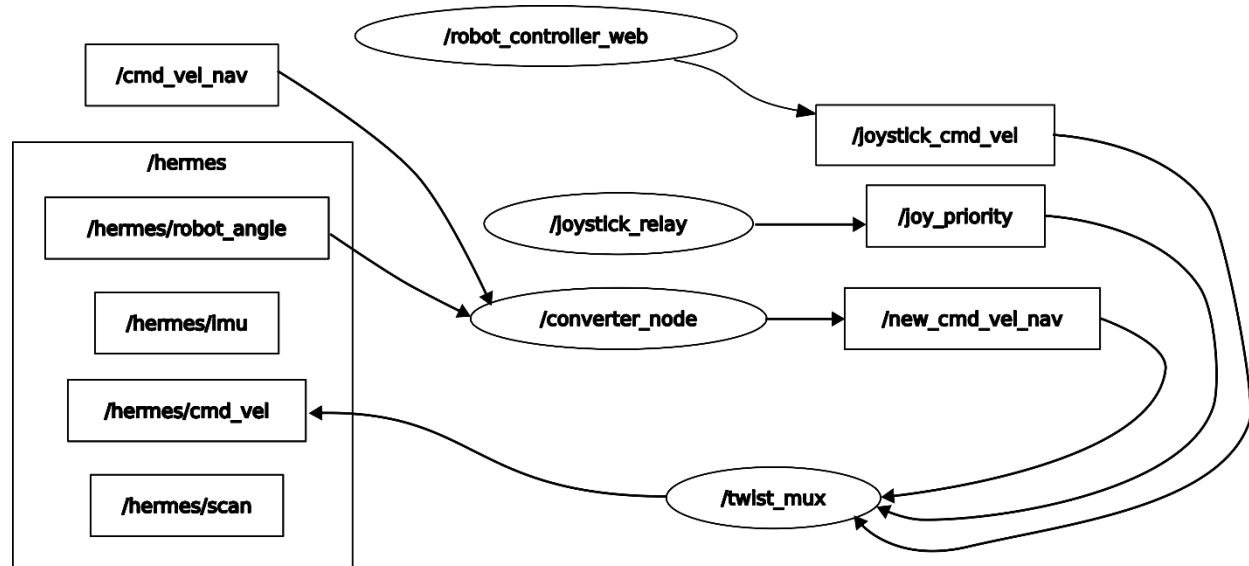 /robot_controller_web
/cmd_vel_nav
/joystick_cmd_vel
/hermes
/hermes/robot_angle
/joystick_relay
/joy_priority
/hermes/imu
/converter_node
/new_cmd_vel_nav
/hermes/cmd_vel
/twist_mux
/hermes/scan